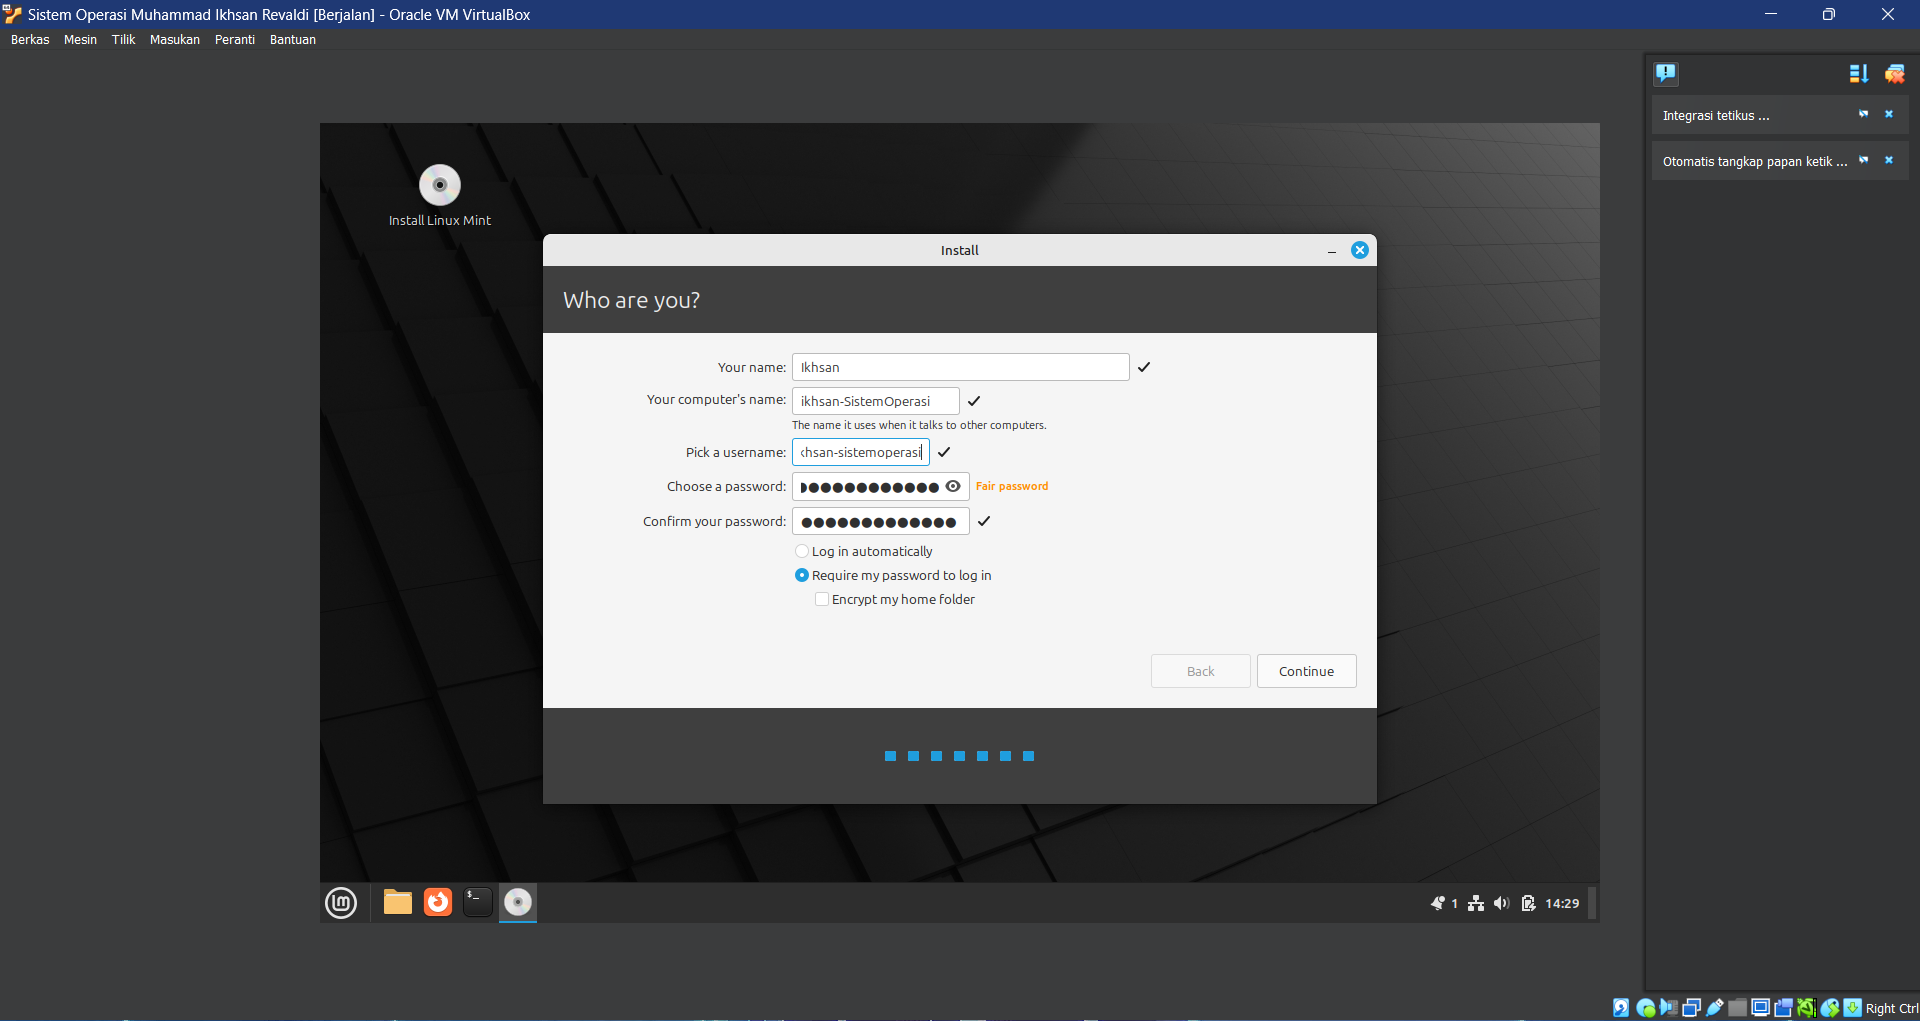 Sistem Operasi Muhammad Ikhsan Revaldi [Berjalan] - Oracle VM VirtualBox
Berkas Mesin Tilik Masukan Peranti Bantuan
Integrasi tetikus ...
Otomatis tangkap papan ketik ...
Install Linux Mint
Install
Who are you?
Your name: Ikhsan
Your computer's name: ikhsan-SistemOperasi
The name it uses when it talks to other computers.
Pick a username: khsan-sistemoperasi
Choose a password: Fair password
Confirm your password:
Log in automatically
Require my password to log in
Encrypt my home folder
Back Continue
$_
1 14:29
Right Ctrl